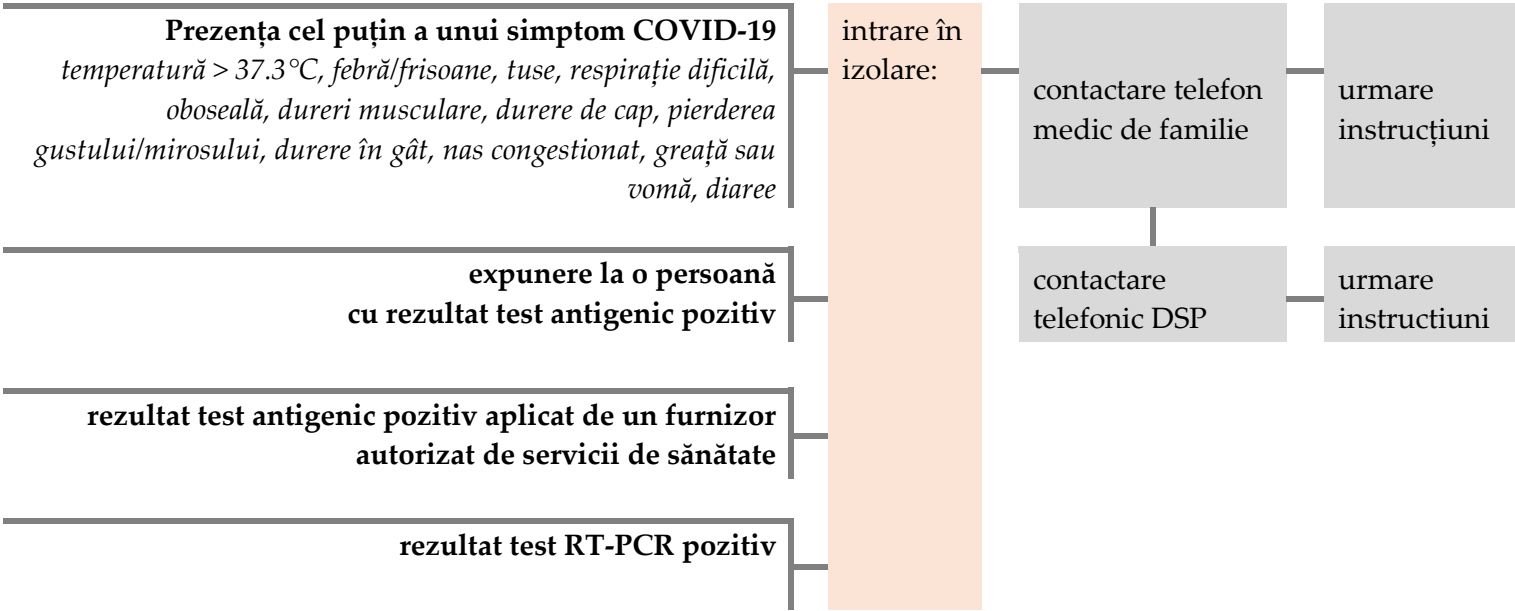 Prezența cel puțin a unui simptom COVID-19
temperatură > 37.3°C, febră/frisoane, tuse, respirație dificilă,
oboseală, dureri musculare, durere de cap, pierderea
gustului/mirosului, durere în gât, nas congestionat, greață sau
vomă, diaree
intrare în
izolare:
contactare telefon
medic de familie
urmare
instrucțiuni
expunere la o persoană
cu rezultat test antigenic pozitiv
contactare
telefonic DSP
urmare
instructiuni
rezultat test antigenic pozitiv aplicat de un furnizor
autorizat de servicii de sănătate
rezultat test RT-PCR pozitiv